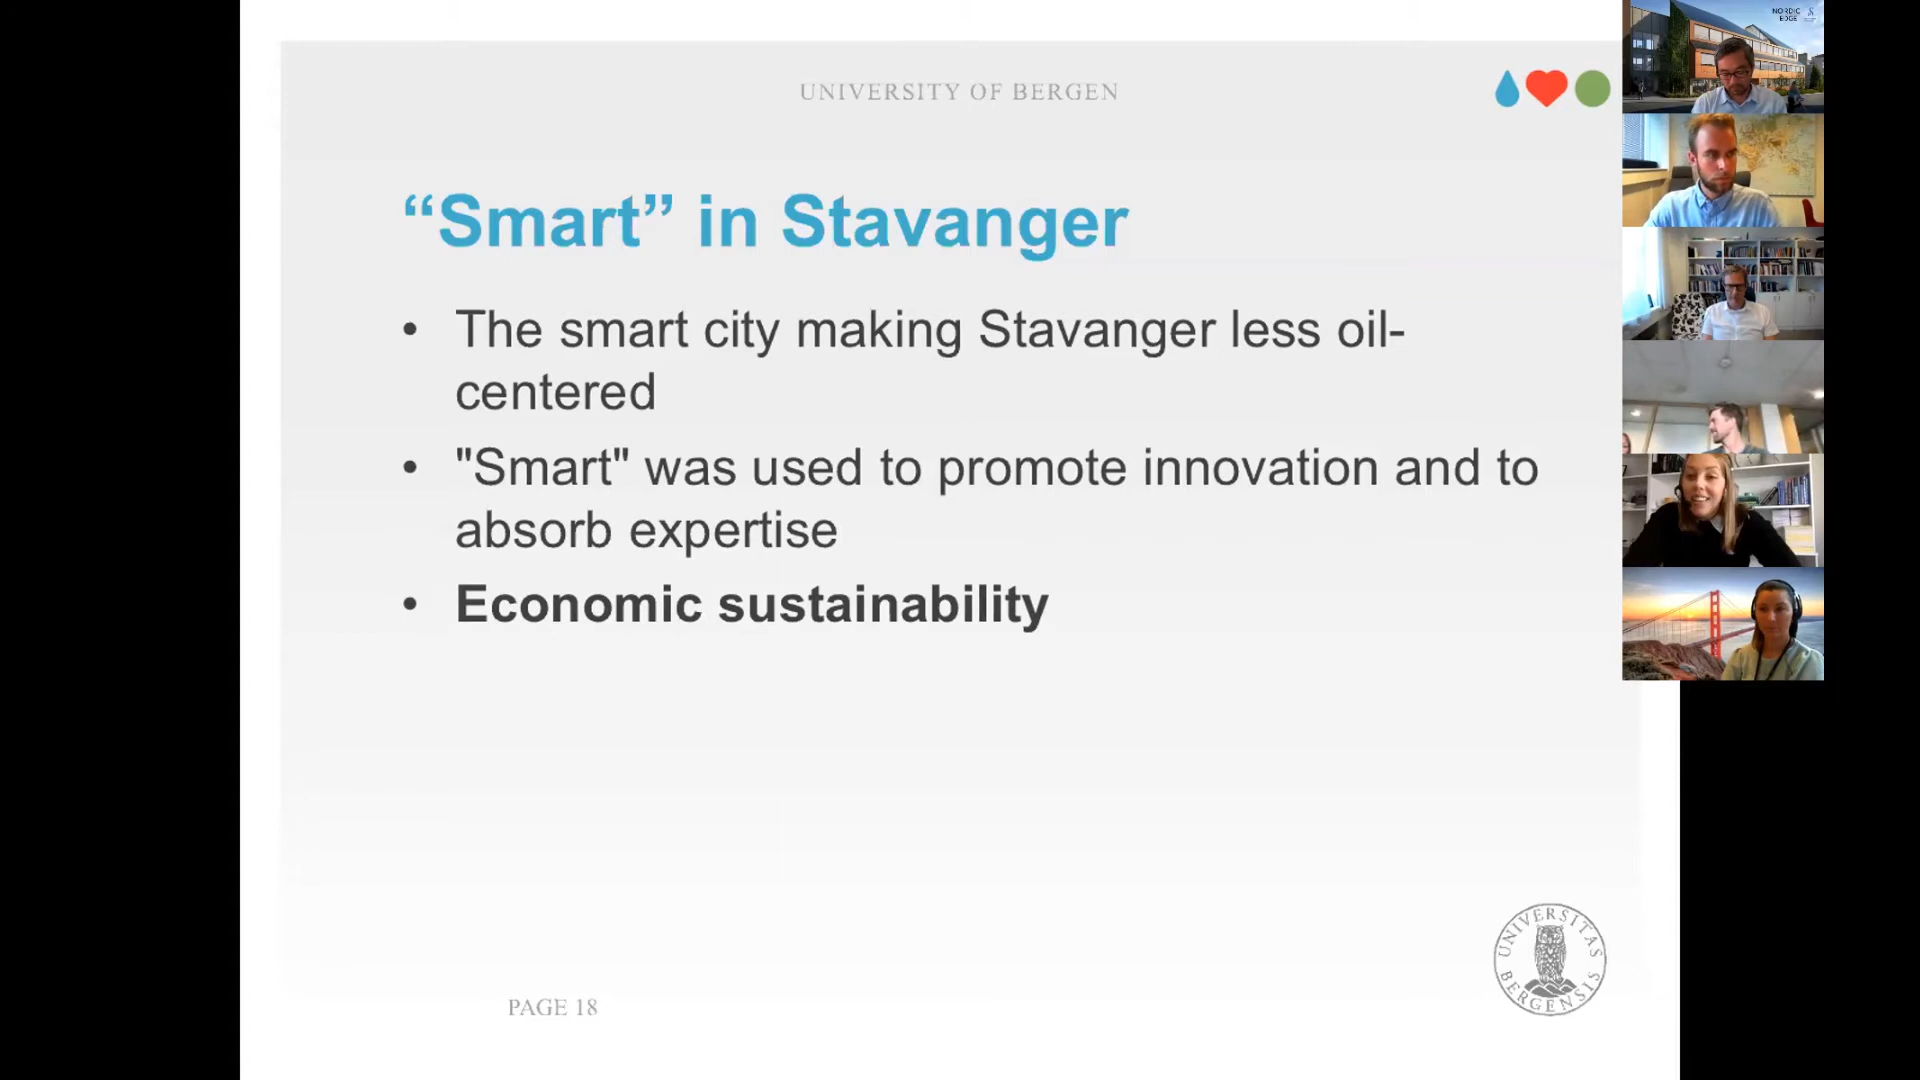 NORDIC
EDGE
UNIVERSITY OF BERGEN
“Smart” in Stavanger
• The smart city making Stavanger less oil-
centered
• "Smart" was used to promote innovation and to
absorb expertise
• Economic sustainability
UNIVERSITAS
BERGENSIS
PAGE 18